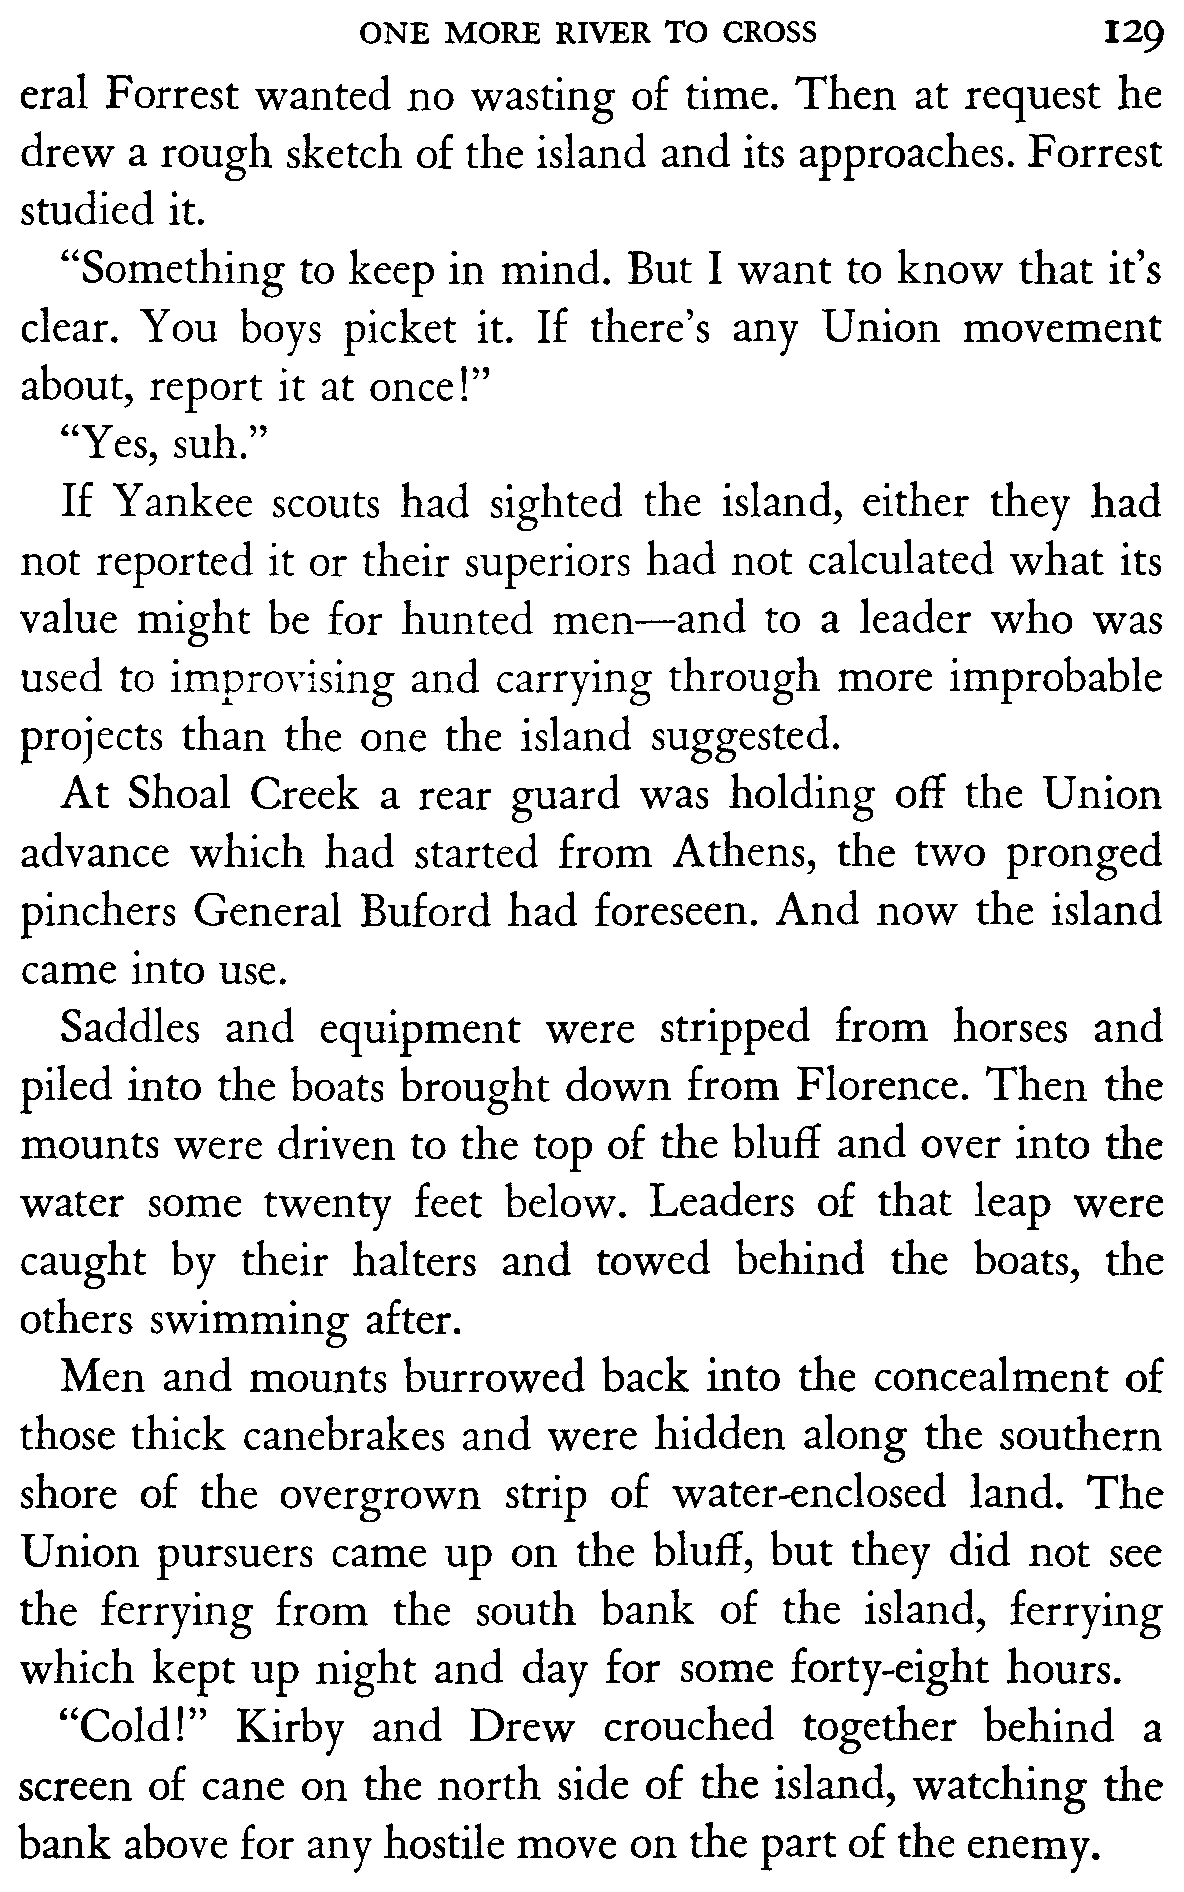 ONE MORE RIVER TO CROSS 129
eral Forrest wanted no wasting of time. Then at request he
drew a rough sketch of the island and its approaches. Forrest
studied it.
“Something to keep in mind. But I want to know that it’s
clear. You boys picket it. If there’s any Union movement
about, report it at once!”
“Yes, suh.”
If Yankee scouts had sighted the island, either they had
not reported it or their superiors had not calculated what its
value might be for hunted men—and to a leader who was
used to improvising and carrying through more improbable
projects than the one the island suggested.
At Shoal Creek a rear guard was holding off the Union
advance which had started from Athens, the two pronged
pinchers General Buford had foreseen. And now the island
came into use.
Saddles and equipment were stripped from horses and
piled into the boats brought down from Florence. Then the
mounts were driven to the top of the bluff and over into the
water some twenty feet below. Leaders of that leap were
caught by their halters and towed behind the boats, the
others swimming after.
Men and mounts burrowed back into the concealment of
those thick canebrakes and were hidden along the southern
shore of the overgrown strip of water-enclosed land. The
Union pursuers came up on the bluff, but they did not see
the ferrying from the south bank of the island, ferrying
which kept up night and day for some forty-eight hours.
“Cold!” Kirby and Drew crouched together behind a
screen of cane on the north side of the island, watching the
bank above for any hostile move on the part of the enemy.